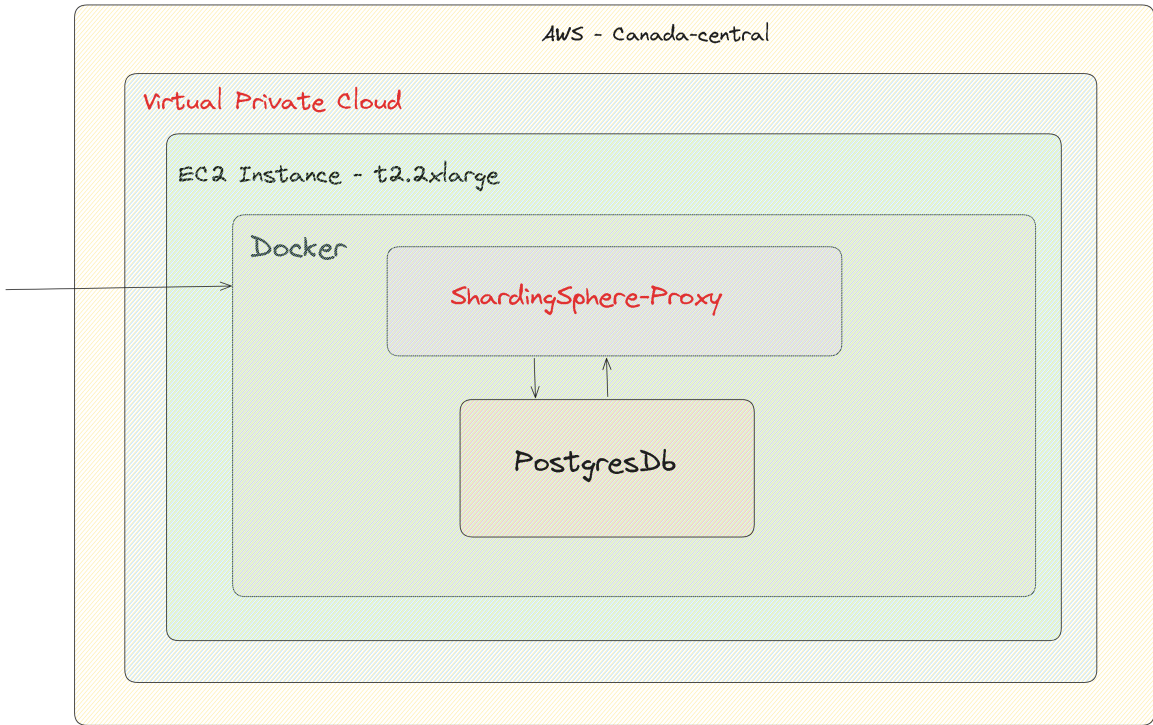 AWS - Canada-central
Virtual Private Cloud
EC2 Instance - t2.2xlarge
Docker
ShardingSphere-Proxy
PostgresDb